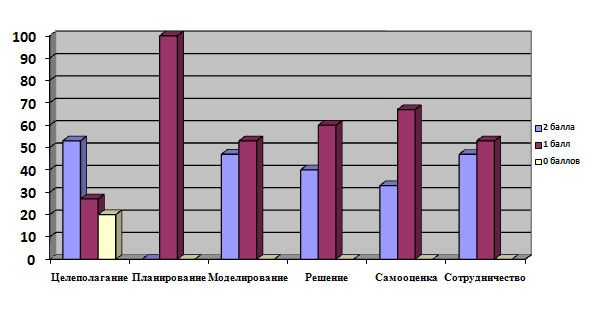 100
90
80
70
60
50
40
30
20
10
0
Целеполагание Планирование Моделирование Решение Самооценка Сотрудничество
2 балла
1 балл
0 баллов